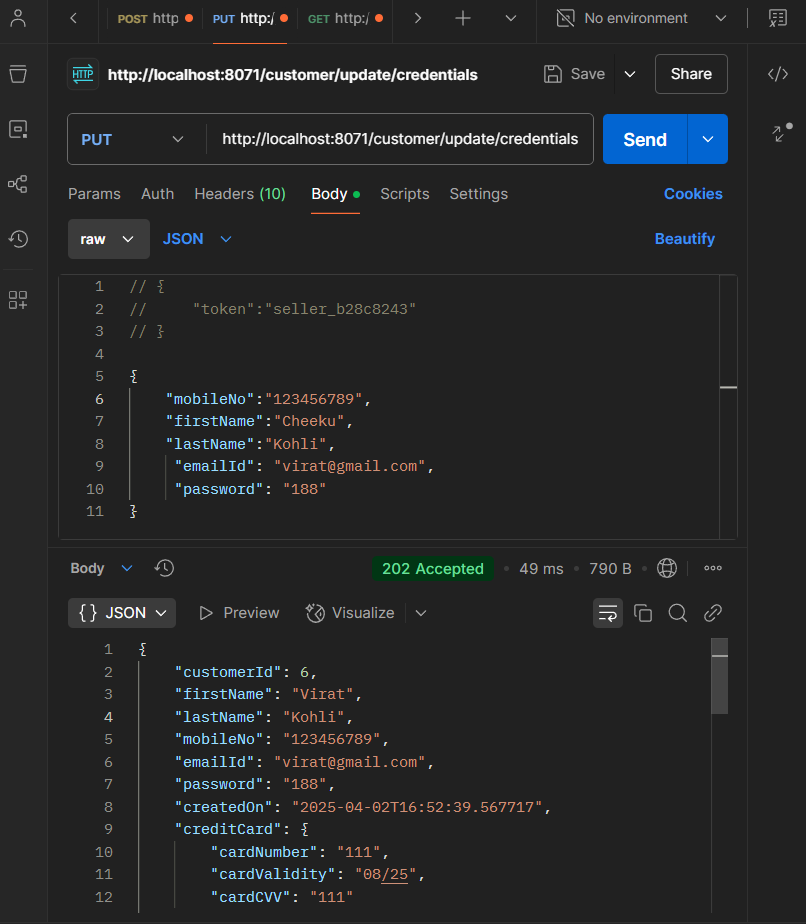 POST http PUT http:/ GET http:/ No environment
HTTP http://localhost:8071/customer/update/credentials Save Share
PUT http://localhost:8071/customer/update/credentials Send
Params Auth Headers (10) Body Scripts Settings Cookies
raw JSON Beautify
1 // {
2 //     "token":"seller_b28c8243"
3 // }
4
5 {
6     "mobileNo":"123456789",
7     "firstName":"Cheeku",
8     "lastName":"Kohli",
9      "emailId": "virat@gmail.com",
10      "password": "188"
11 }
Body 202 Accepted 49 ms 790 B
{} JSON Preview Visualize
1 {
2     "customerId": 6,
3     "firstName": "Virat",
4     "lastName": "Kohli",
5     "mobileNo": "123456789",
6     "emailId": "virat@gmail.com",
7     "password": "188",
8     "createdOn": "2025-04-02T16:52:39.567717",
9     "creditCard": {
10         "cardNumber": "111",
11         "cardValidity": "08/25",
12         "cardCVV": "111"